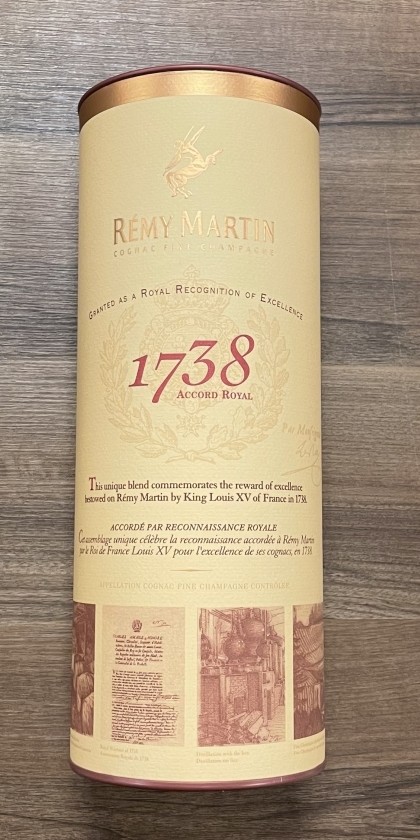 RÉMY MARTIN
COGNAC FINE CHAMPAGNE
GRANTED AS A ROYAL RECOGNITION OF EXCELLENCE
1738
ACCORD ROYAL
This unique blend commemorates the reward of excellence
bestowed on Rémy Martin by King Louis XV of France in 1738.
ACCORDÉ PAR RECONNAISSANCE ROYALE
Cet assemblage unique célèbre la reconnaissance accordée à Rémy Martin
par le Roi de France Louis XV pour l'excellence de ses cognacs, en 1738
APPELLATION COGNAC FINE CHAMPAGNE CONTRÔLÉE